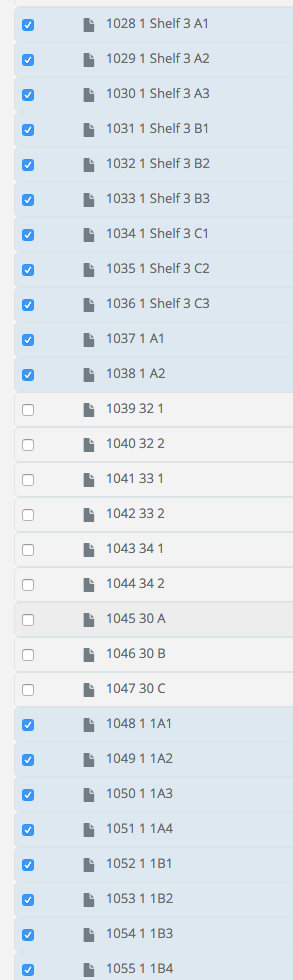 1028 1 Shelf 3 A1
1029 1 Shelf 3 A2
1030 1 Shelf 3 A3
1031 1 Shelf 3 B1
1032 1 Shelf 3 B2
1033 1 Shelf 3 B3
1034 1 Shelf 3 C1
1035 1 Shelf 3 C2
1036 1 Shelf 3 C3
1037 1 A1
1038 1 A2
1039 32 1
1040 32 2
1041 33 1
1042 33 2
1043 34 1
1044 34 2
1045 30 A
1046 30 B
1047 30 C
1048 1 1A1
1049 1 1A2
1050 1 1A3
1051 1 1A4
1052 1 1B1
1053 1 1B2
1054 1 1B3
1055 1 1B4